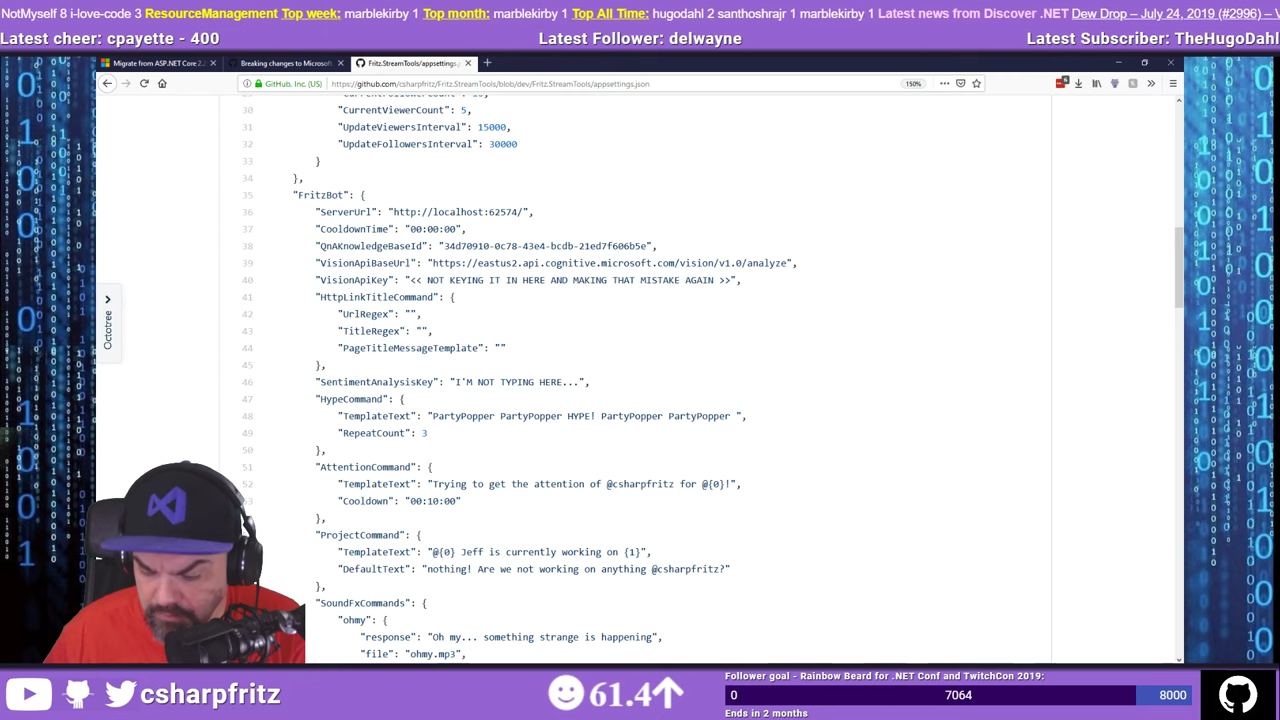 NotMyself 8 i-love-code 3 ResourceManagement Top week: marblekirby 1 Top month: marblekirby 1 Top All Time: hugodahl 2 santhoshrajr 1 marblekirby 1 Latest news from Discover .NET Dew Drop – July 24, 2019 (#2996) –
Latest cheer: cpayette - 400 Latest Follower: delwayne Latest Subscriber: TheHugoDahl
Migrate from ASP.NET Core 2. Breaking changes to Microsoft Fritz.StreamTools/appsettings.js
GitHub, Inc. (US) https://github.com/csharpfritz/Fritz.StreamTools/blob/dev/Fritz.StreamTools/appsettings.json 150%
30 "CurrentViewerCount": 5,
31 "UpdateViewersInterval": 15000,
32 "UpdateFollowersInterval": 30000
33 }
34 },
35 "FritzBot": {
36 "ServerUrl": "http://localhost:62574/",
37 "CooldownTime": "00:00:00",
38 "QnAKnowledgeBaseId": "34d70910-0c78-43e4-bcdb-21ed7f606b5e",
39 "VisionApiBaseUrl": "https://eastus2.api.cognitive.microsoft.com/vision/v1.0/analyze",
40 "VisionApiKey": "<< NOT KEYING IT IN HERE AND MAKING THAT MISTAKE AGAIN >>",
41 "HttpLinkTitleCommand": {
42 "UrlRegex": "",
43 "TitleRegex": "",
44 "PageTitleMessageTemplate": ""
45 },
46 "SentimentAnalysisKey": "I'M NOT TYPING HERE...",
47 "HypeCommand": {
48 "TemplateText": "PartyPopper PartyPopper HYPE! PartyPopper PartyPopper ",
49 "RepeatCount": 3
50 },
51 "AttentionCommand": {
52 "TemplateText": "Trying to get the attention of @csharpfritz for @{0}!",
53 "Cooldown": "00:10:00"
},
"ProjectCommand": {
"TemplateText": "@{0} Jeff is currently working on {1}",
"DefaultText": "nothing! Are we not working on anything @csharpfritz?"
},
"SoundFxCommands": {
"ohmy": {
"response": "Oh my... something strange is happening",
"file": "ohmy.mp3",
Octotree
csharpfritz
61.4
Follower goal - Rainbow Beard for .NET Conf and TwitchCon 2019:
0 7064 8000
Ends in 2 months